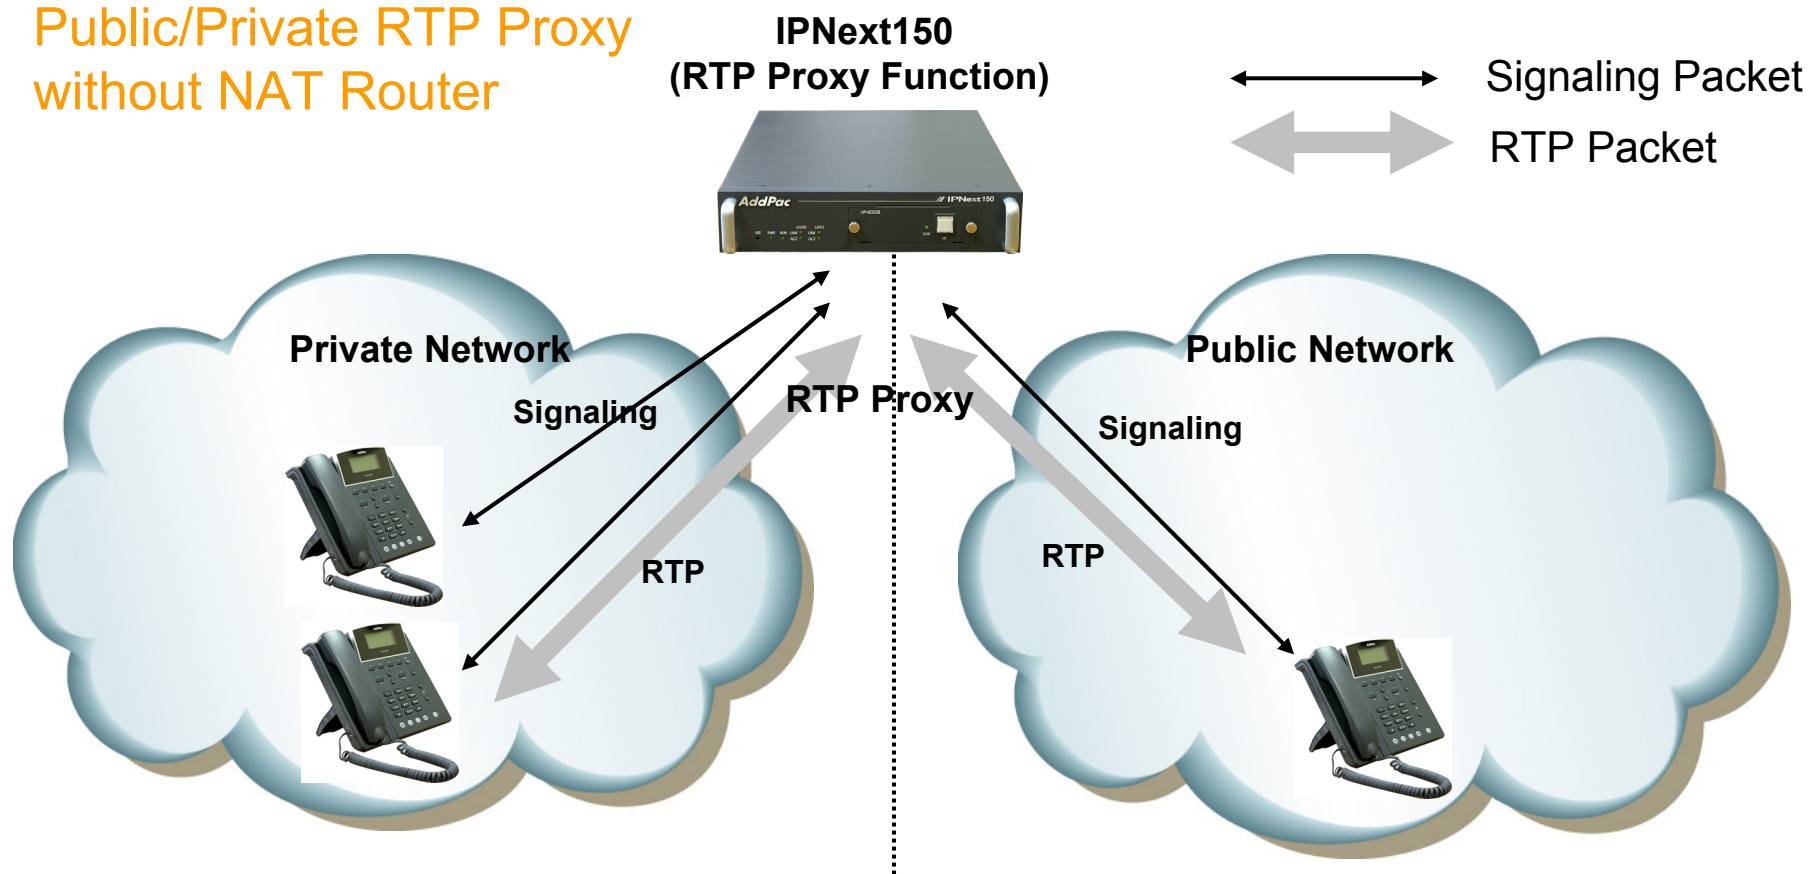 Public/Private RTP Proxy
without NAT Router
IPNext150
(RTP Proxy Function)
Signaling Packet
RTP Packet
AddPac
IPNext150
Private Network
Public Network
RTP Proxy
Signaling
Signaling
RTP
RTP